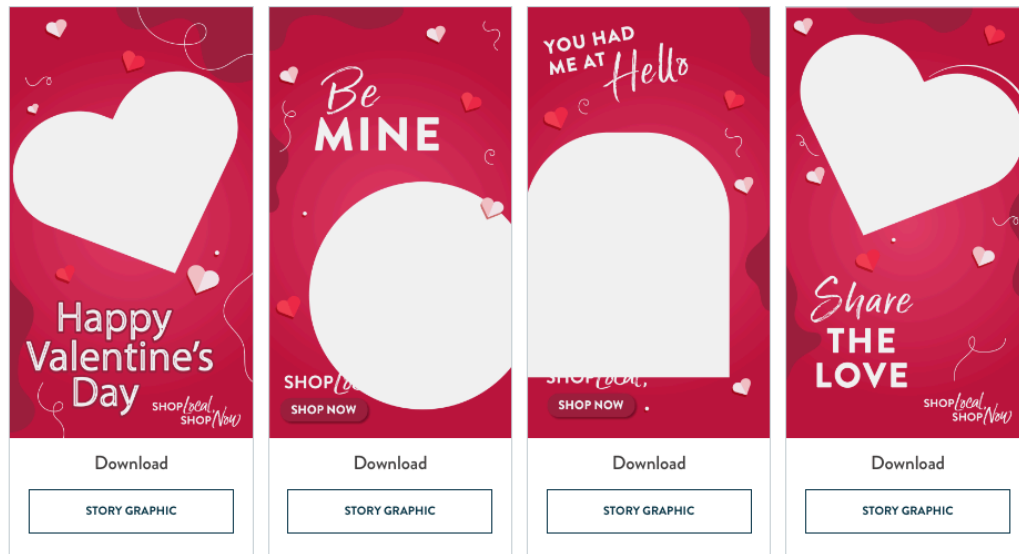 Happy
Valentine's
Day
SHOP Local,
SHOP Now
Download
STORY GRAPHIC
Be
MINE
SHOP
SHOP NOW
Download
STORY GRAPHIC
YOU HAD
ME AT Hello
SHOP Local,
SHOP NOW
Download
STORY GRAPHIC
Share
THE
LOVE
SHOP Local,
SHOP Now
Download
STORY GRAPHIC